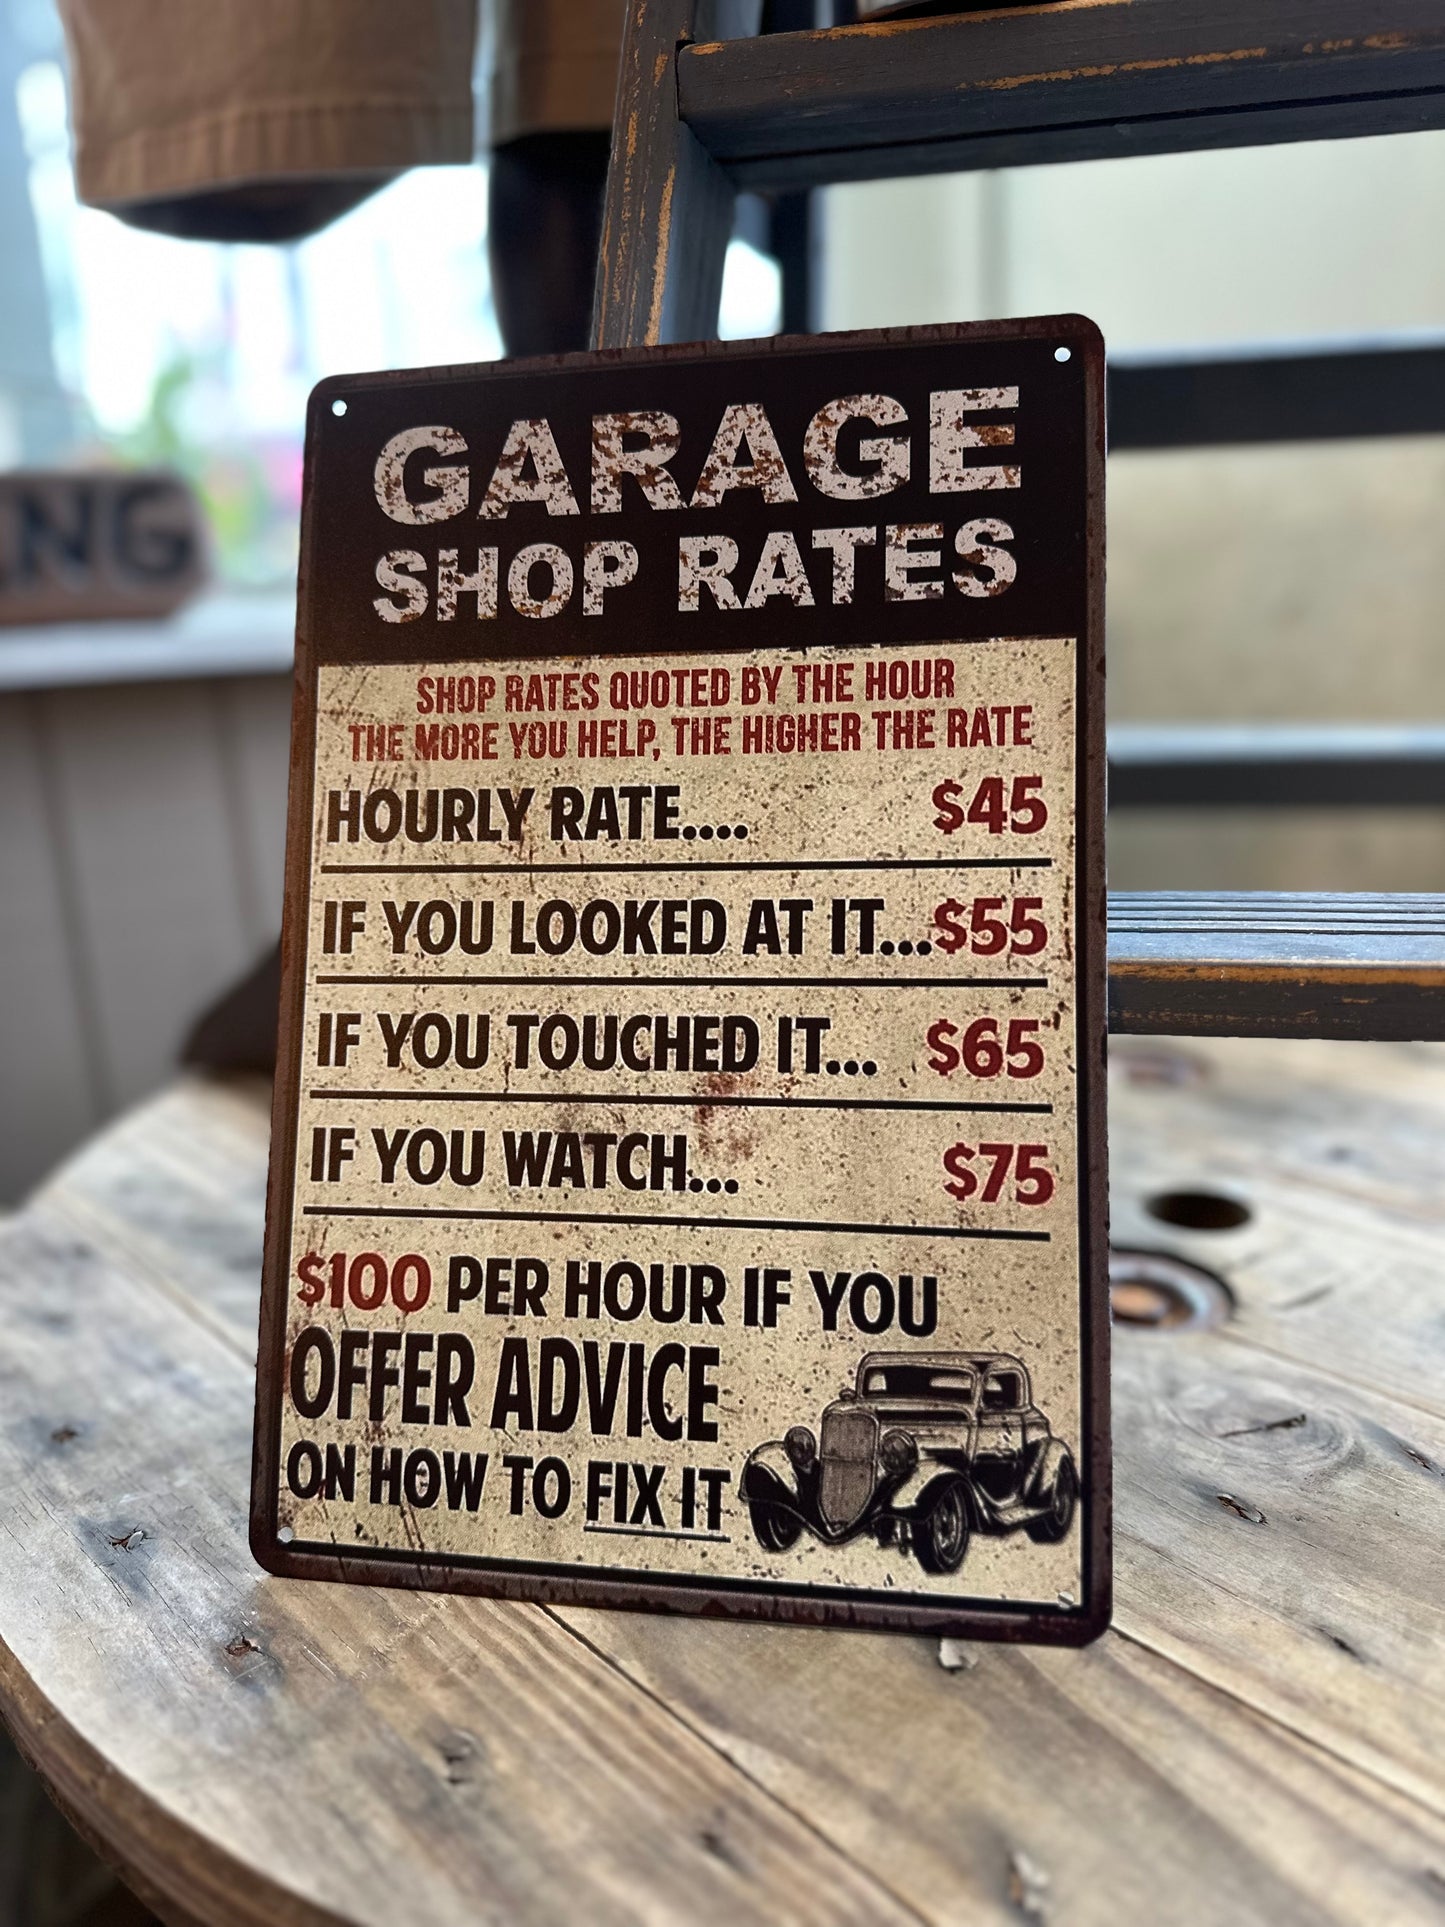 NG
GARAGE
SHOP RATES
SHOP RATES QUOTED BY THE HOUR
THE MORE YOU HELP, THE HIGHER THE RATE
HOURLY RATE.... $45
IF YOU LOOKED AT IT...$55
IF YOU TOUCHED IT... $65
IF YOU WATCH... $75
$100 PER HOUR IF YOU
OFFER ADVICE
ON HOW TO FIX IT